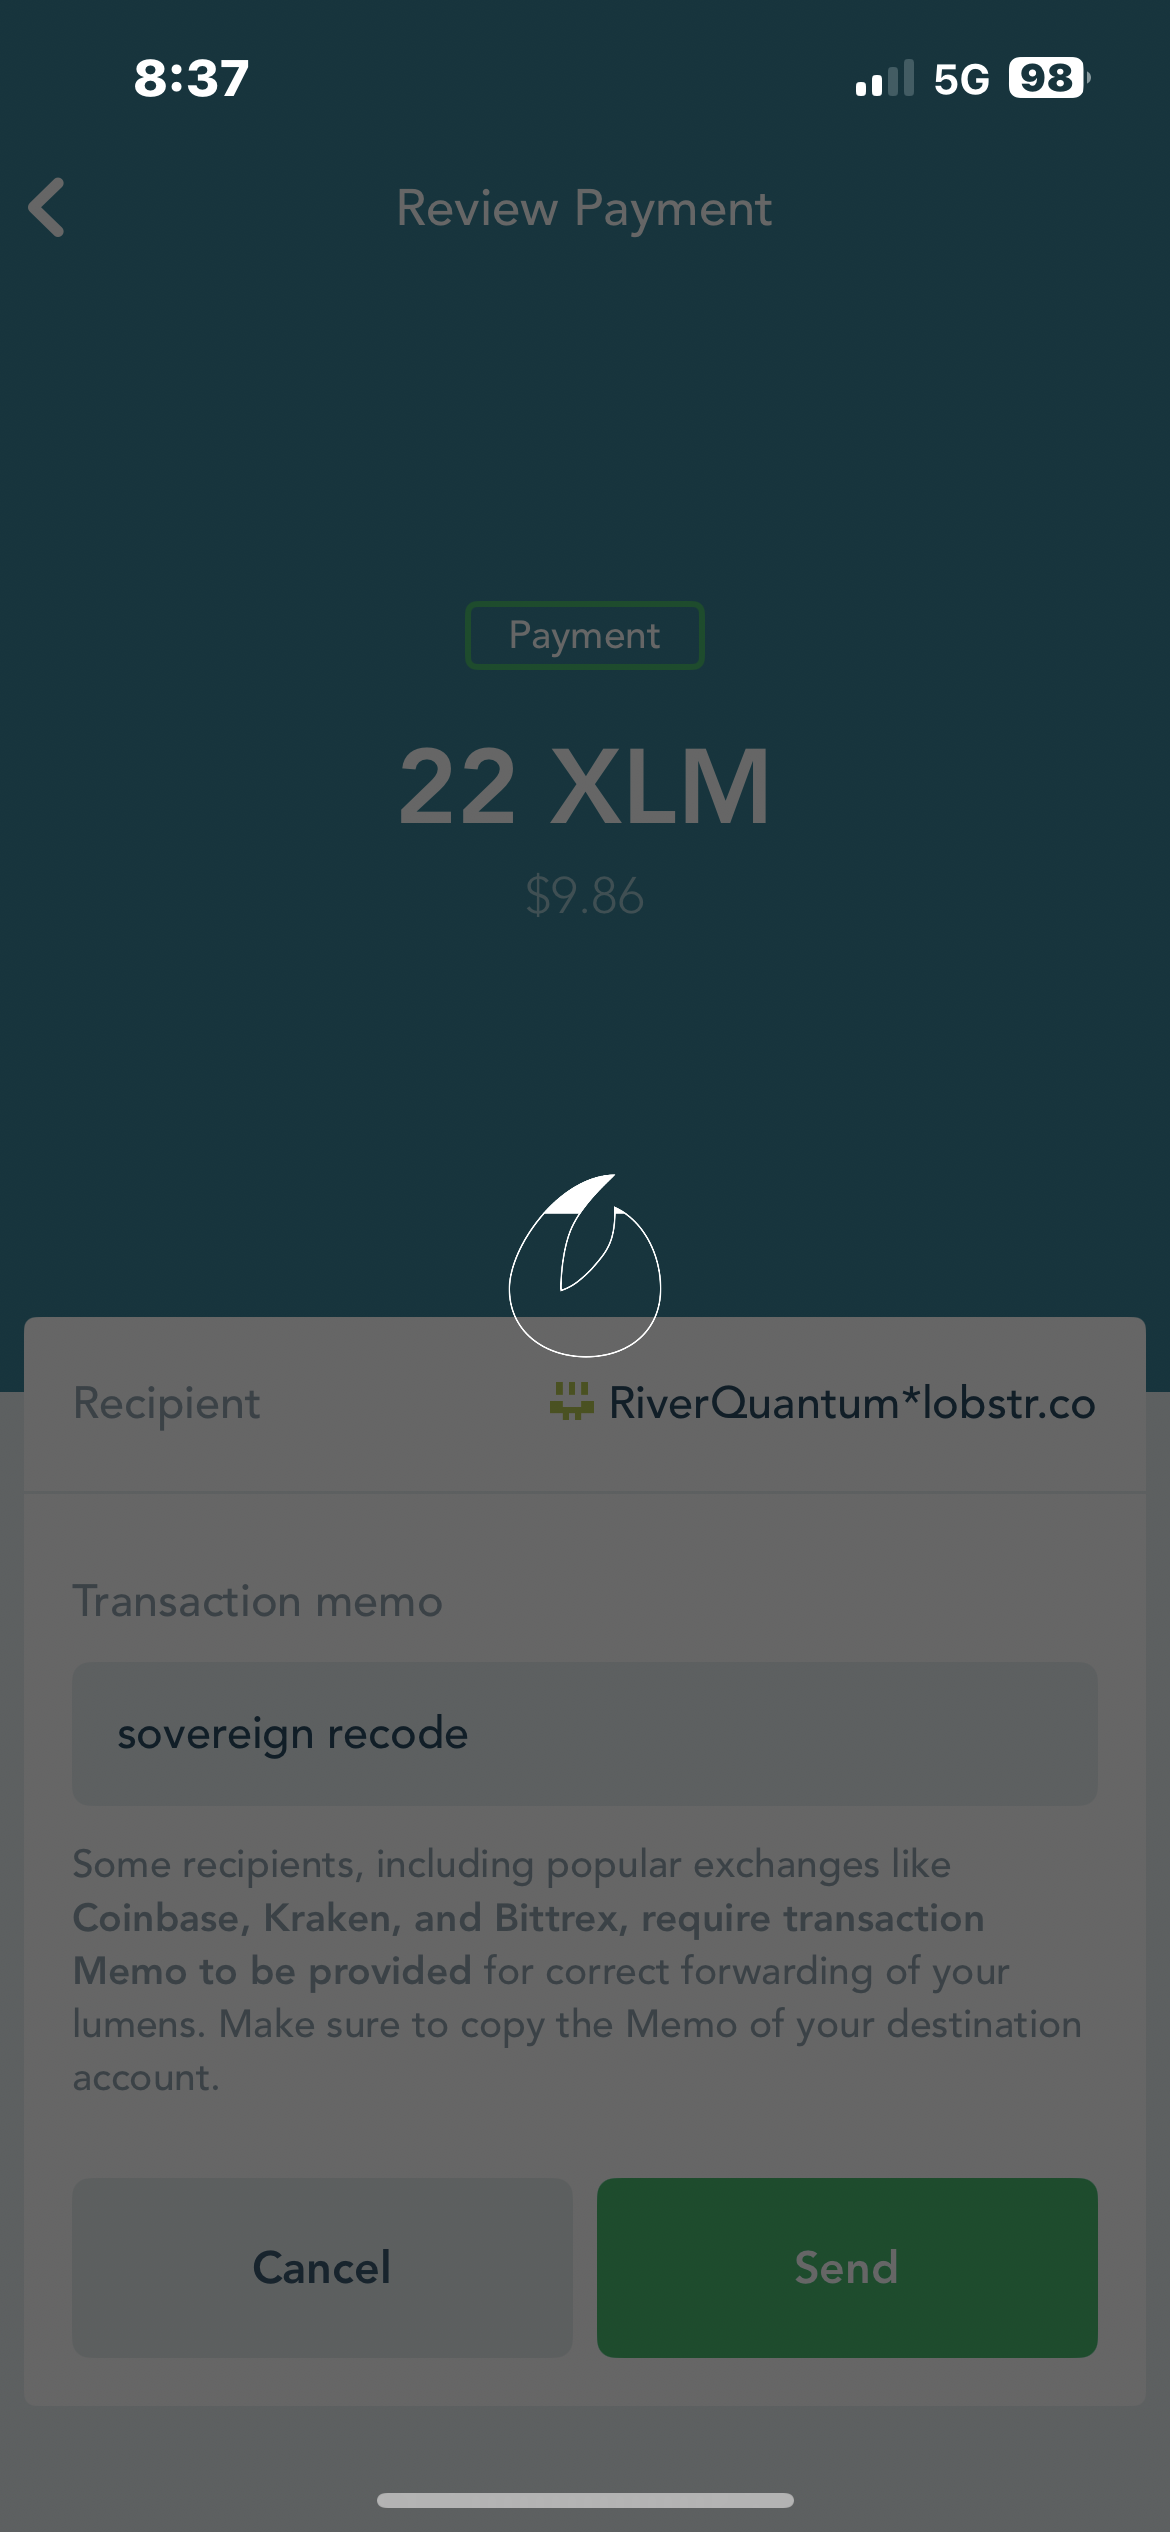 8:37
5G
98
Review Payment
Payment
22 XLM
$9.86
Recipient
RiverQuantum*lobstr.co
Transaction memo
sovereign recode
Some recipients, including popular exchanges like
Coinbase, Kraken, and Bittrex, require transaction
Memo to be provided for correct forwarding of your
lumens. Make sure to copy the Memo of your destination
account.
Cancel
Send